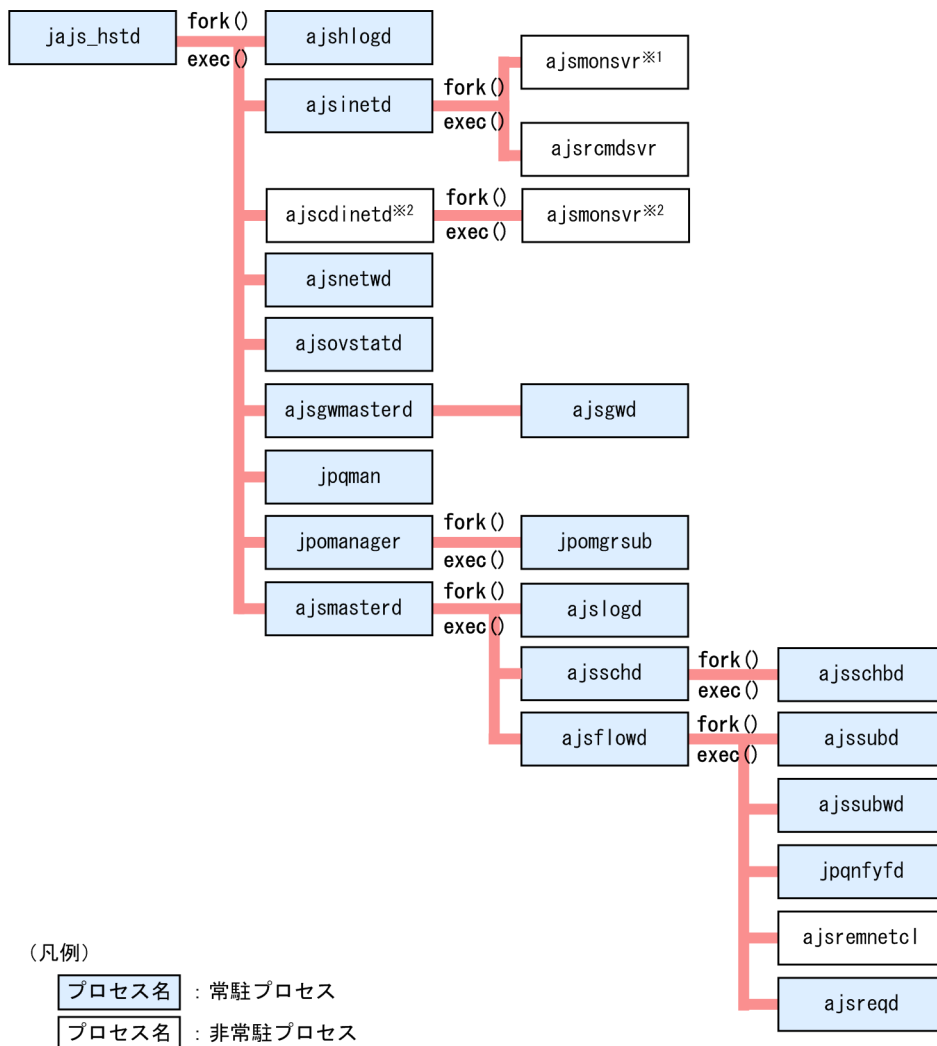 jajs_hstd
fork()
exec()
ajshlogd
ajsinetd
fork()
exec()
ajsmonsvr※1
ajsrcmdsvr
ajscdinetd※2
fork()
exec()
ajsmonsvr※2
ajsnetwd
ajsovstatd
ajsgwmasterd
ajsgwd
jpqman
jpomanager
fork()
exec()
jpomgrsub
ajsmasterd
fork()
exec()
ajslogd
ajsschd
fork()
exec()
ajsschbd
ajsflowd
fork()
exec()
ajssubd
ajssubwd
jpqnfyfd
ajsremnetcl
ajsreqd
(凡例)
プロセス名 : 常駐プロセス
プロセス名 : 非常駐プロセス